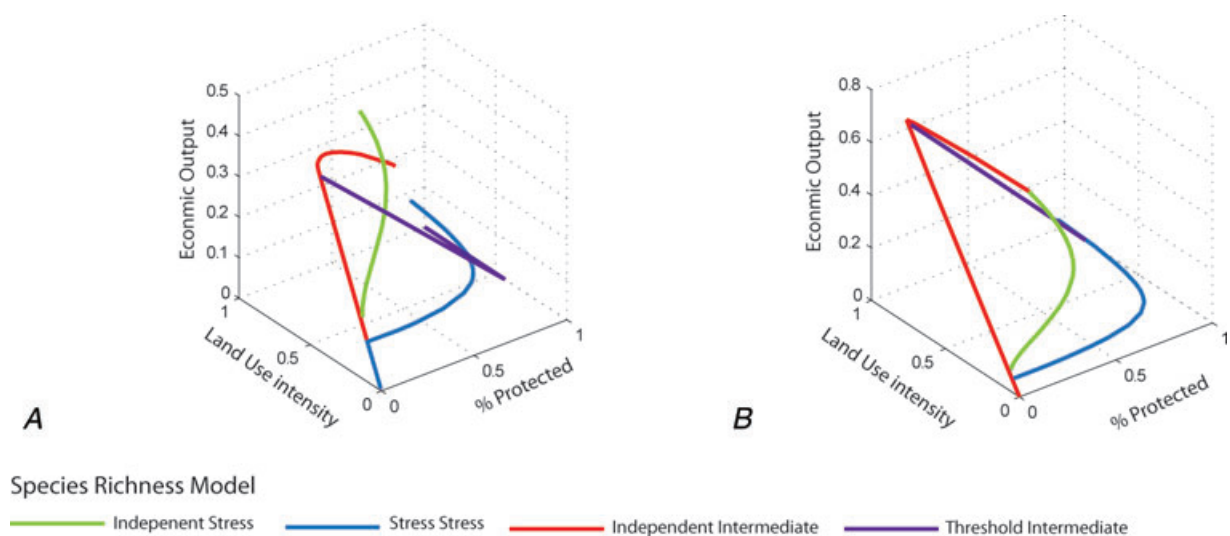 0.5
0.4
0.3
0.2
0.1
0
1
0.5
0
0
0.5
1
Econmic Output
Land Use intensity
% Protected
A
0.8
0.6
0.4
0.2
0
1
0.5
0
0
0.5
1
Econmic Output
Land Use intensity
% Protected
B
Species Richness Model
Indepenent Stress
Stress Stress
Independent Intermediate
Threshold Intermediate